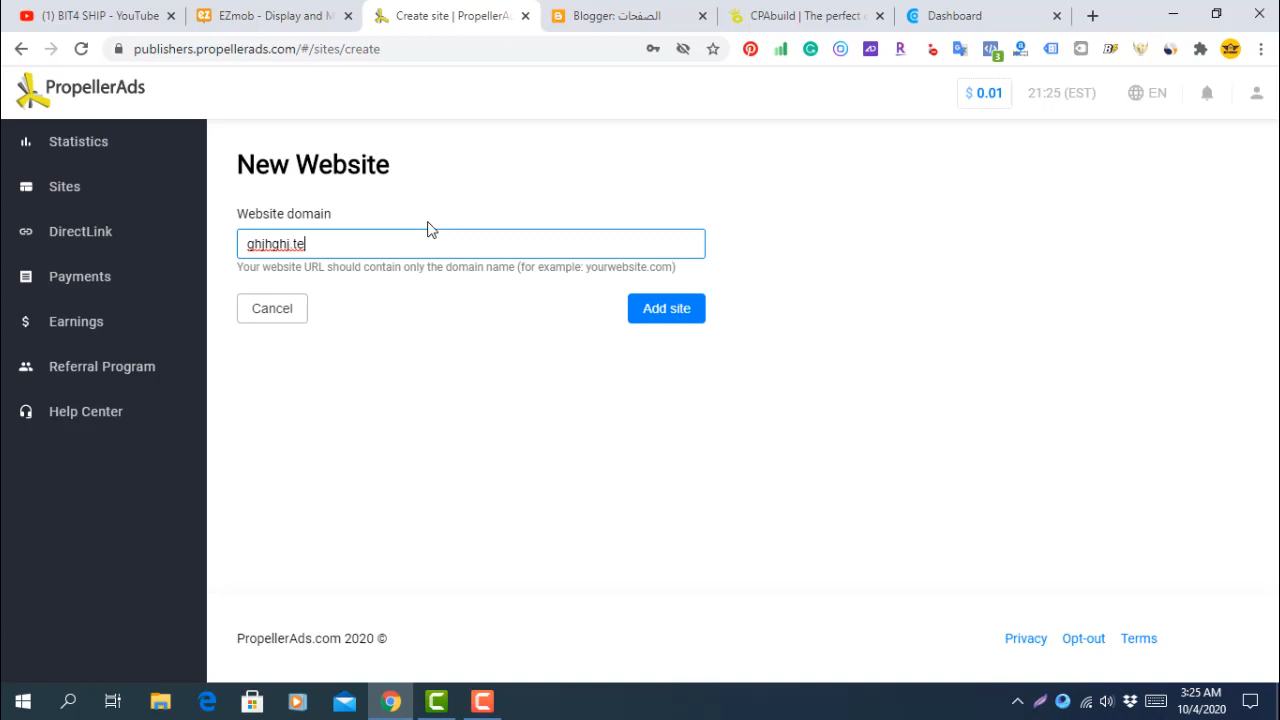 (1) BIT4 SHIP - YouTube
EZmob - Display and M
Create site | PropellerA
Blogger: الصفحات
CPAbuild | The perfect c
Dashboard
publishers.propellerads.com/#/sites/create
3
PropellerAds
$ 0.01
21:25 (EST)
EN
Statistics
Sites
DirectLink
Payments
Earnings
Referral Program
Help Center
New Website
Website domain
ghjhghj.te
Your website URL should contain only the domain name (for example: yourwebsite.com)
Cancel
Add site
PropellerAds.com 2020 ©
Privacy
Opt-out
Terms
3:25 AM
10/4/2020